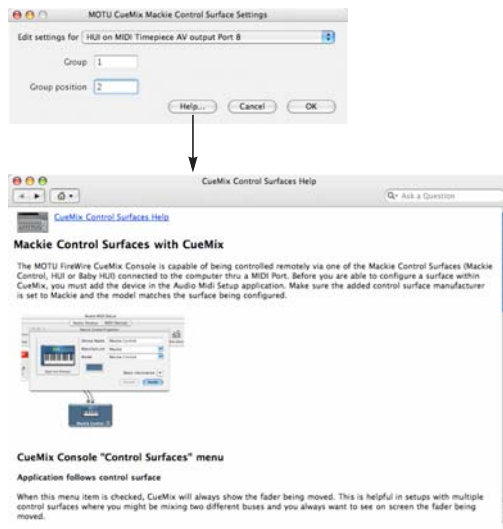 MOTU CueMix Mackie Control Surface Settings
Edit settings for HUI on MIDI Timepiece AV output Port 8
Group 1
Group position 2
Help... Cancel OK
CueMix Control Surfaces Help
Ask a Question
CueMix Control Surfaces Help
Mackie Control Surfaces with CueMix
The MOTU FireWire CueMix Console is capable of being controlled remotely via one of the Mackie Control Surfaces (Mackie
Control, HUI or Baby HUI) connected to the computer thru a MIDI Port. Before you are able to configure a surface within
CueMix, you must add the device in the Audio Midi Setup application. Make sure the added control surface manufacturer
is set to Mackie and the model matches the surface being configured.
Mackie Control
CueMix Console "Control Surfaces" menu
Application follows control surface
When this menu item is checked, CueMix will always show the fader being moved. This is helpful in setups with multiple
control surfaces where you might be mixing two different buses and you always want to see on screen the fader being
moved.